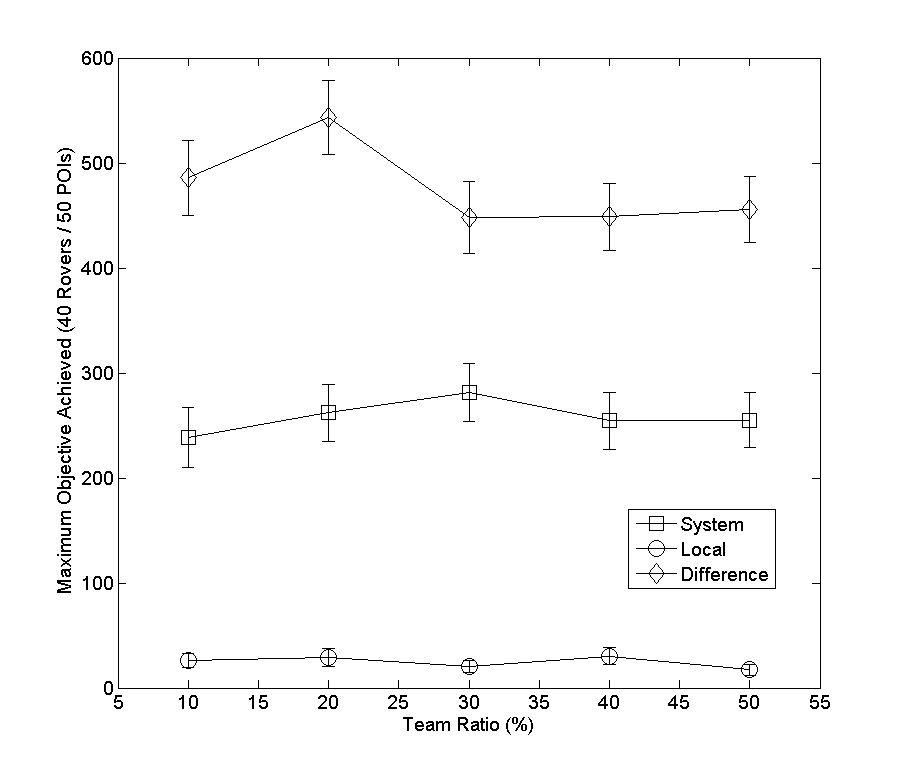 600
500
400
300
200
100
0
Maximum Objective Achieved (40 Rovers / 50 POIs)
System
Local
Difference
5 10 15 20 25 30 35 40 45 50 55
Team Ratio (%)